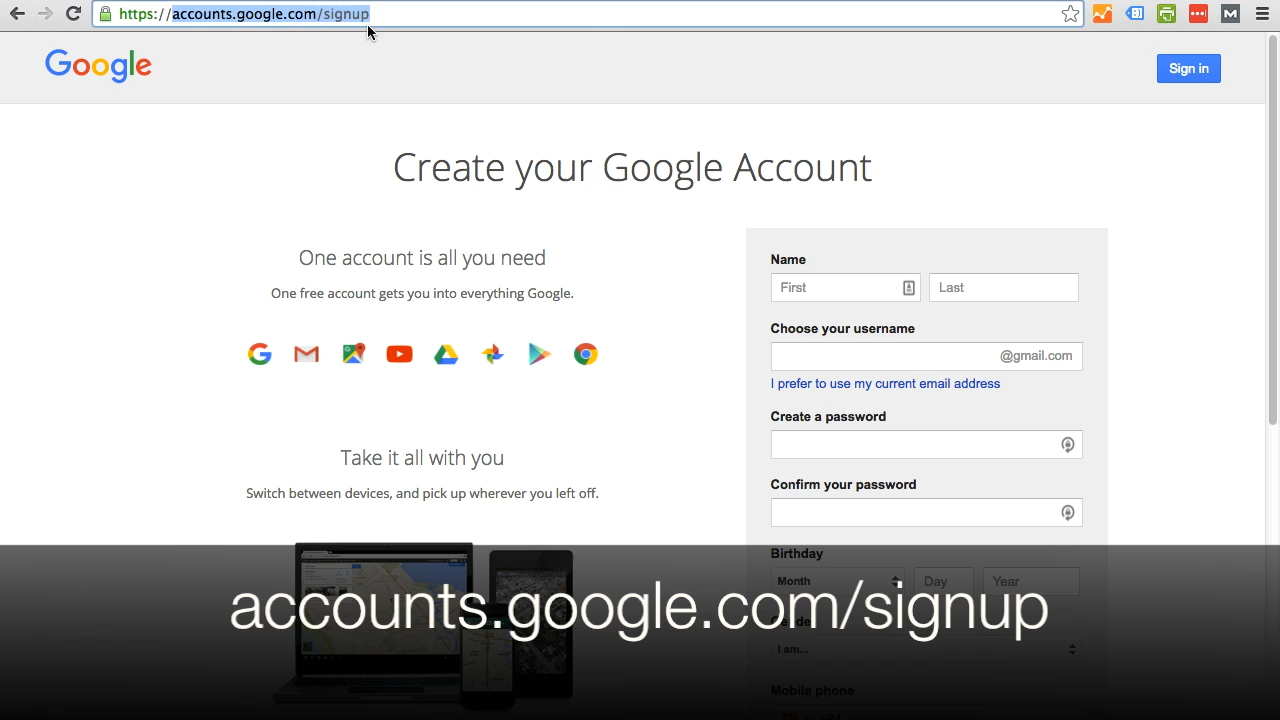 https://accounts.google.com/signup
Google
Sign in
Create your Google Account
One account is all you need
One free account gets you into everything Google.
Take it all with you
Switch between devices, and pick up wherever you left off.
Name
First
Last
Choose your username
@gmail.com
I prefer to use my current email address
Create a password
Confirm your password
Birthday
Month
Day
Year
I am...
Mobile phone
accounts.google.com/signup